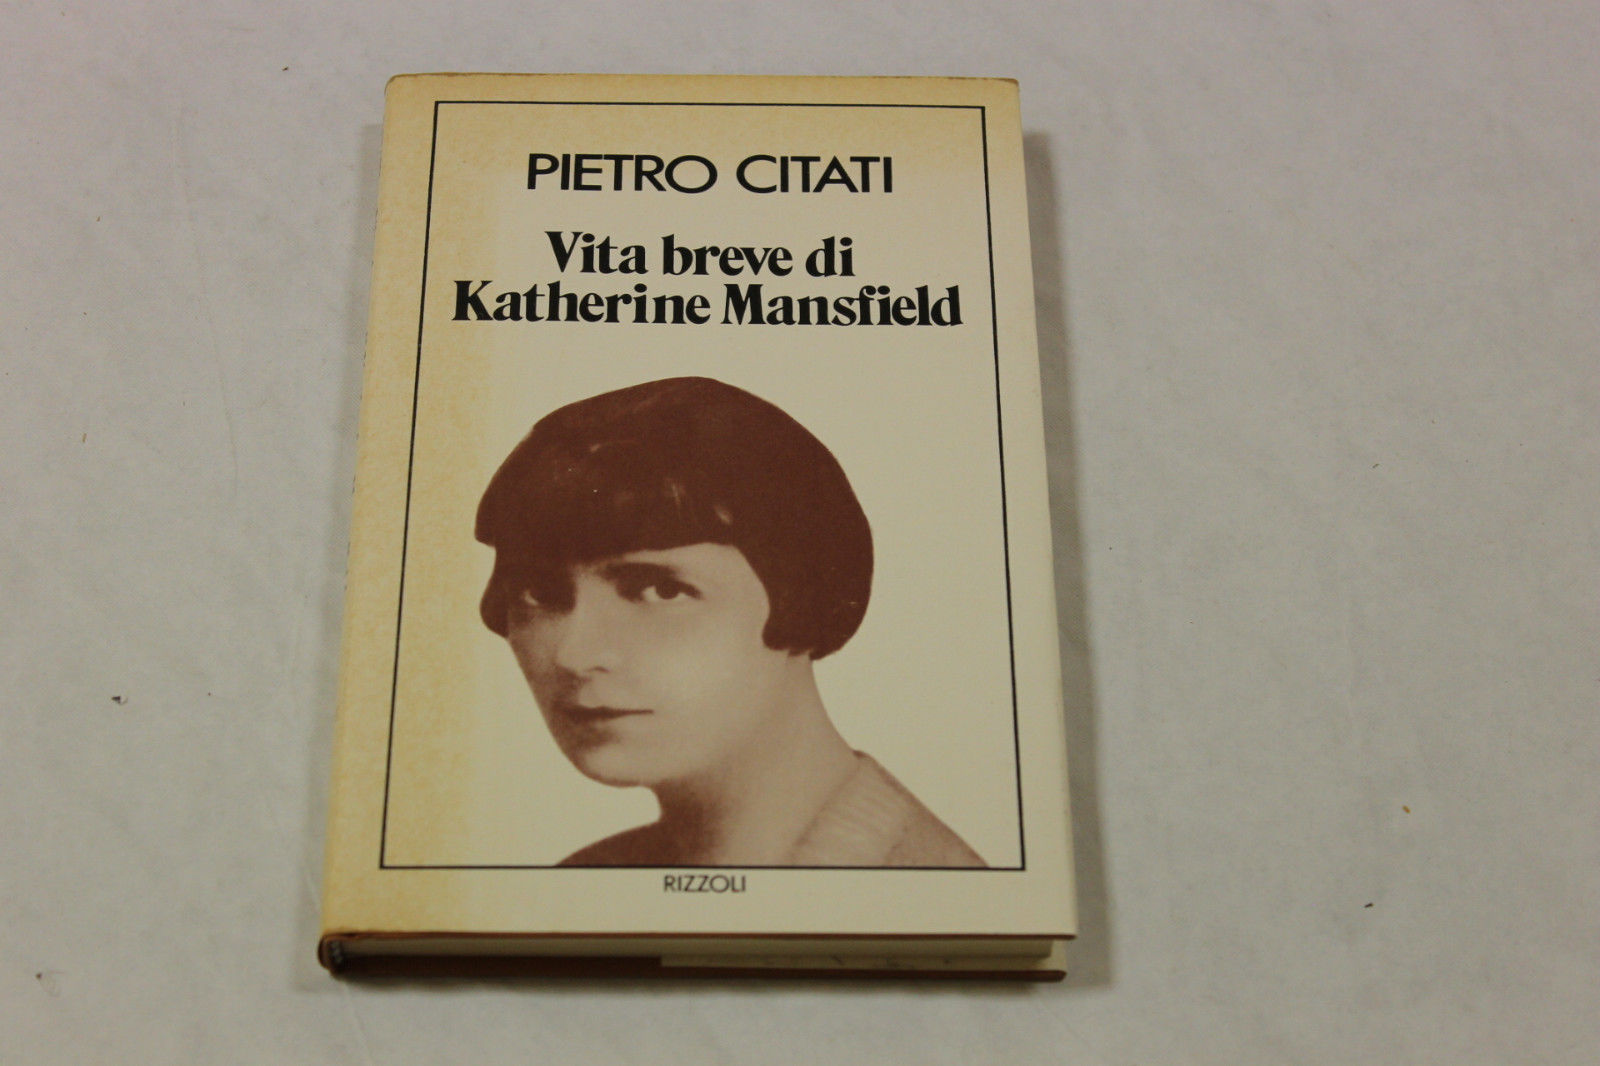 PIETRO CITATI
Vita breve di
Katherine Mansfield
RIZZOLI